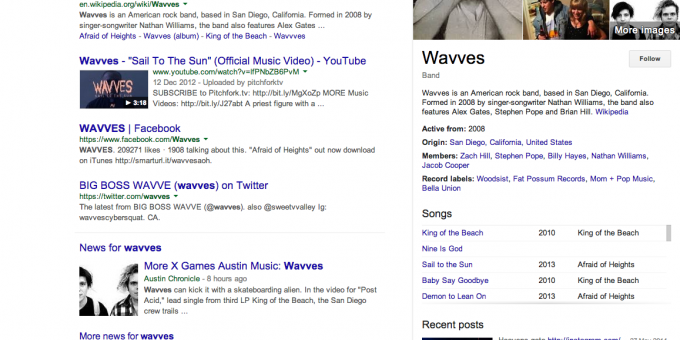 en.wikipedia.org/wiki/Wavves
Wavves is an American rock band, based in San Diego, California. Formed in 2008 by
singer-songwriter Nathan Williams, the band also features Alex Gates ...
Afraid of Heights - Wavves (album) - King of the Beach - Wavvves
Wavves - "Sail To The Sun" (Official Music Video) - YouTube
www.youtube.com/watch?v=IfPNbZB6PvM
WAVVES
3:18
12 Dec 2012 - Uploaded by pitchforktv
SUBSCRIBE to Pitchfork.tv: http://bit.ly/MgXoZp MORE Music
Videos: http://bit.ly/J27abt A priest figure with a ...
WAVVES | Facebook
https://www.facebook.com/Wavves
WAVVES. 209271 likes · 1908 talking about this. "Afraid of Heights" out now download
on iTunes http://smarturl.it/wavvesaoh.
BIG BOSS WAVVE (wavves) on Twitter
https://twitter.com/wavves
The latest from BIG BOSS WAVVE (@wavves). also @sweetvvalley Ig:
wavvescybersquat. CA.
News for wavves
More X Games Austin Music: Wavves
Austin Chronicle - 8 hours ago
Wavves can kick it with a skateboarding alien. In the video for "Post
Acid," lead single from third LP King of the Beach, the San Diego
crew trails ...
More news for wavves
More images
Wavves
Follow
Band
Wavves is an American rock band, based in San Diego, California.
Formed in 2008 by singer-songwriter Nathan Williams, the band also
features Alex Gates, Stephen Pope and Brian Hill. Wikipedia
Active from: 2008
Origin: San Diego, California, United States
Members: Zach Hill, Stephen Pope, Billy Hayes, Nathan Williams,
Jacob Cooper
Record labels: Woodsist, Fat Possum Records, Mom + Pop Music,
Bella Union
Songs
King of the Beach 2010 King of the Beach
Nine Is God
Sail to the Sun 2013 Afraid of Heights
Baby Say Goodbye 2010 King of the Beach
Demon to Lean On 2013 Afraid of Heights
Recent posts